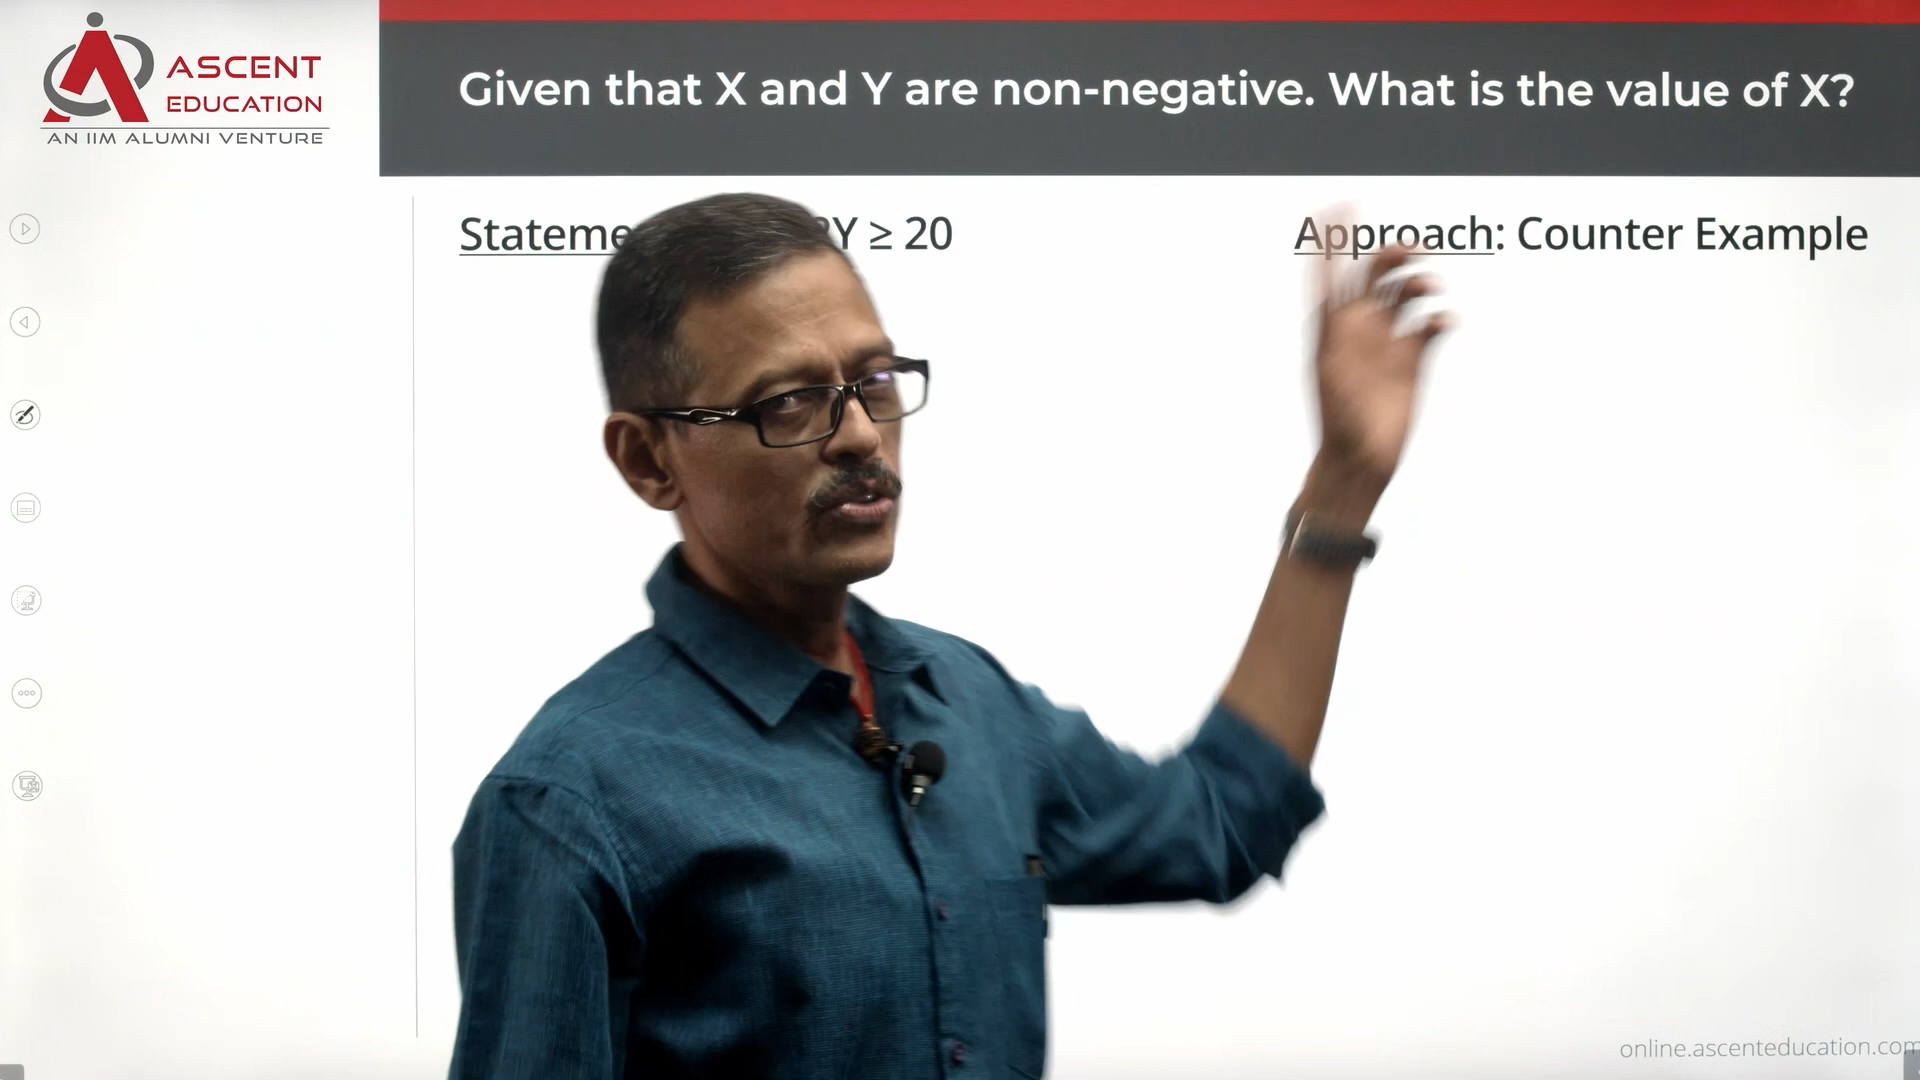 ASCENT
EDUCATION
AN IIM ALUMNI VENTURE
Given that X and Y are non-negative. What is the value of X?
Y ≥ 20
Approach: Counter Example
online.ascenteducation.com